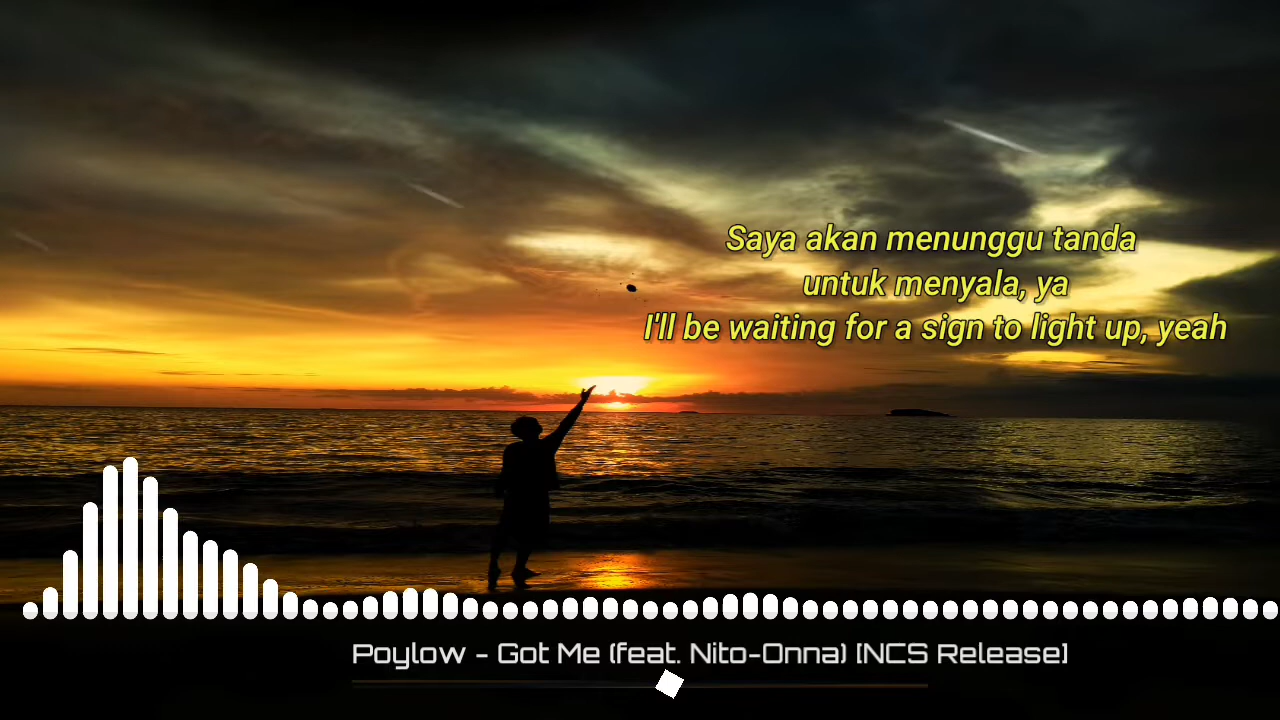 Saya akan menunggu tanda
untuk menyala, ya
I'll be waiting for a sign to light up, yeah
Poylow - Got Me (feat. Nito-Onna) [NCS Release]